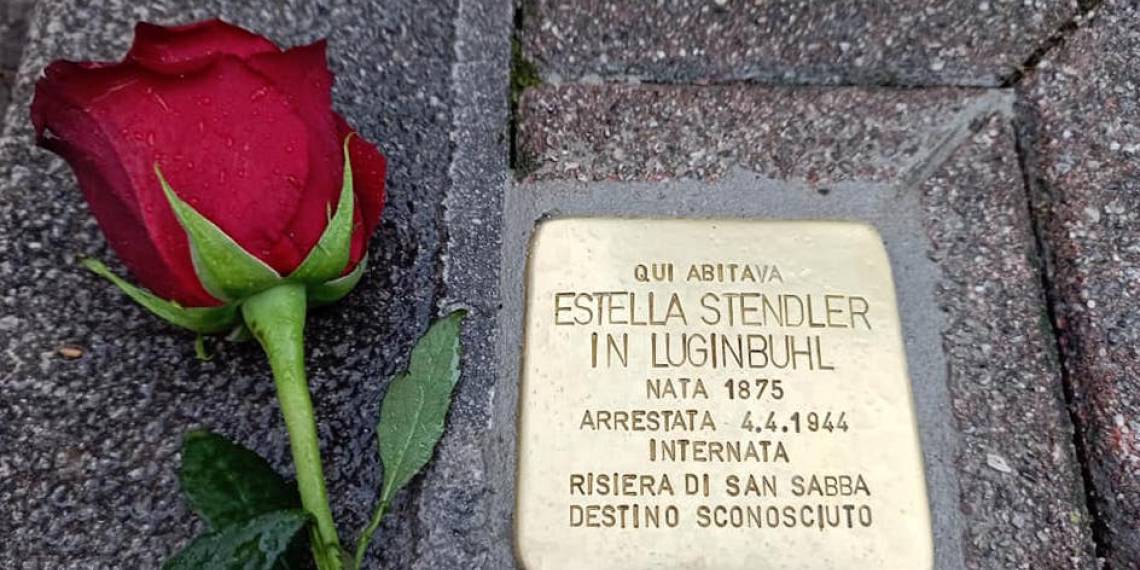 QUI ABITAVA
ESTELLA STENDLER
IN LUGINBUHL
NATA 1875
ARRESTATA 4.4.1944
INTERNATA
RISIERA DI SAN SABBA
DESTINO SCONOSCIUTO